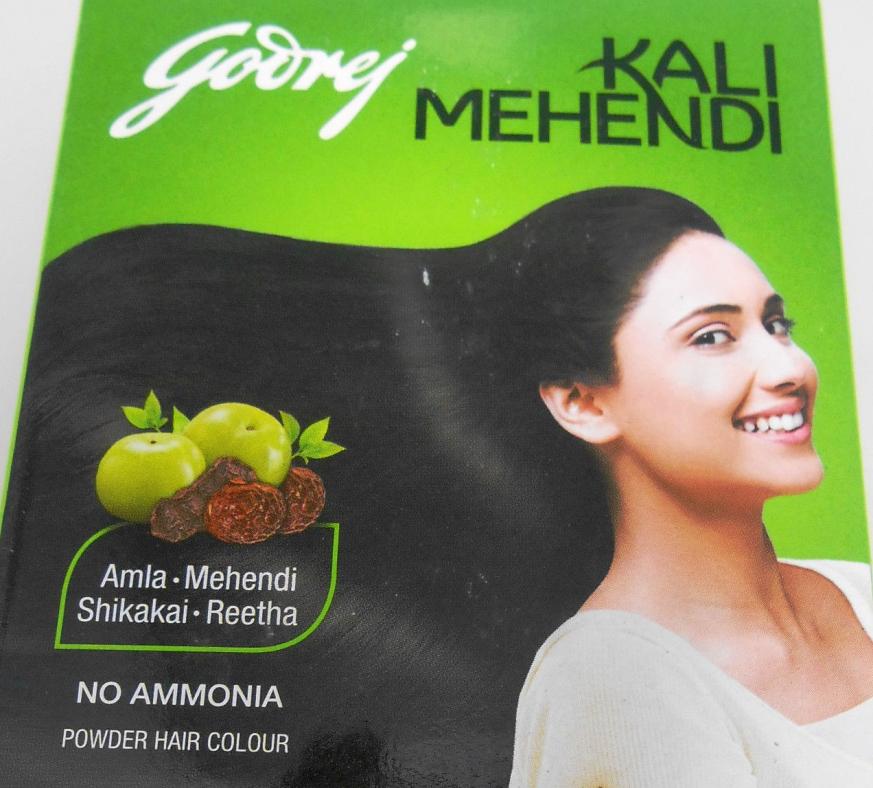 Godrej
KALI
MEHENDI
Amla • Mehendi
Shikakai • Reetha
NO AMMONIA
POWDER HAIR COLOUR